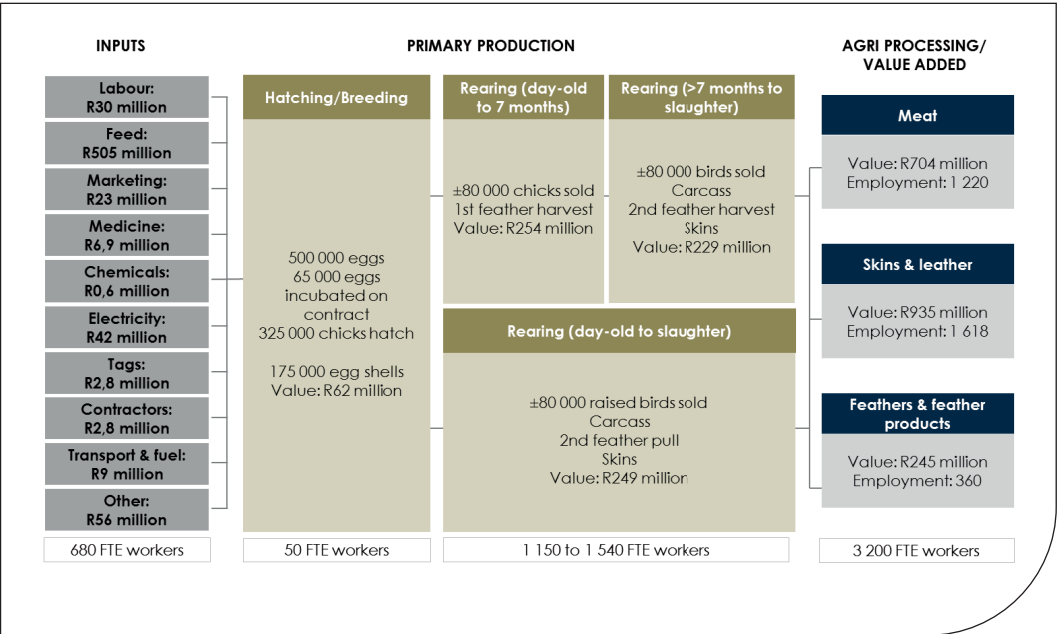 INPUTS
Labour:
R30 million
Feed:
R505 million
Marketing:
R23 million
Medicine:
R6,9 million
Chemicals:
R0,6 million
Electricity:
R42 million
Tags:
R2,8 million
Contractors:
R2,8 million
Transport & fuel:
R9 million
Other:
R56 million
680 FTE workers
PRIMARY PRODUCTION
Hatching/Breeding
500 000 eggs
65 000 eggs
incubated on
contract
325 000 chicks hatch
175 000 egg shells
Value: R62 million
50 FTE workers
Rearing (day-old
to 7 months)
±80 000 chicks sold
1st feather harvest
Value: R254 million
Rearing (>7 months to
slaughter)
±80 000 birds sold
Carcass
2nd feather harvest
Skins
Value: R229 million
Rearing (day-old to slaughter)
±80 000 raised birds sold
Carcass
2nd feather pull
Skins
Value: R249 million
1 150 to 1 540 FTE workers
AGRI PROCESSING/
VALUE ADDED
Meat
Value: R704 million
Employment: 1 220
Skins & leather
Value: R935 million
Employment: 1 618
Feathers & feather
products
Value: R245 million
Employment: 360
3 200 FTE workers